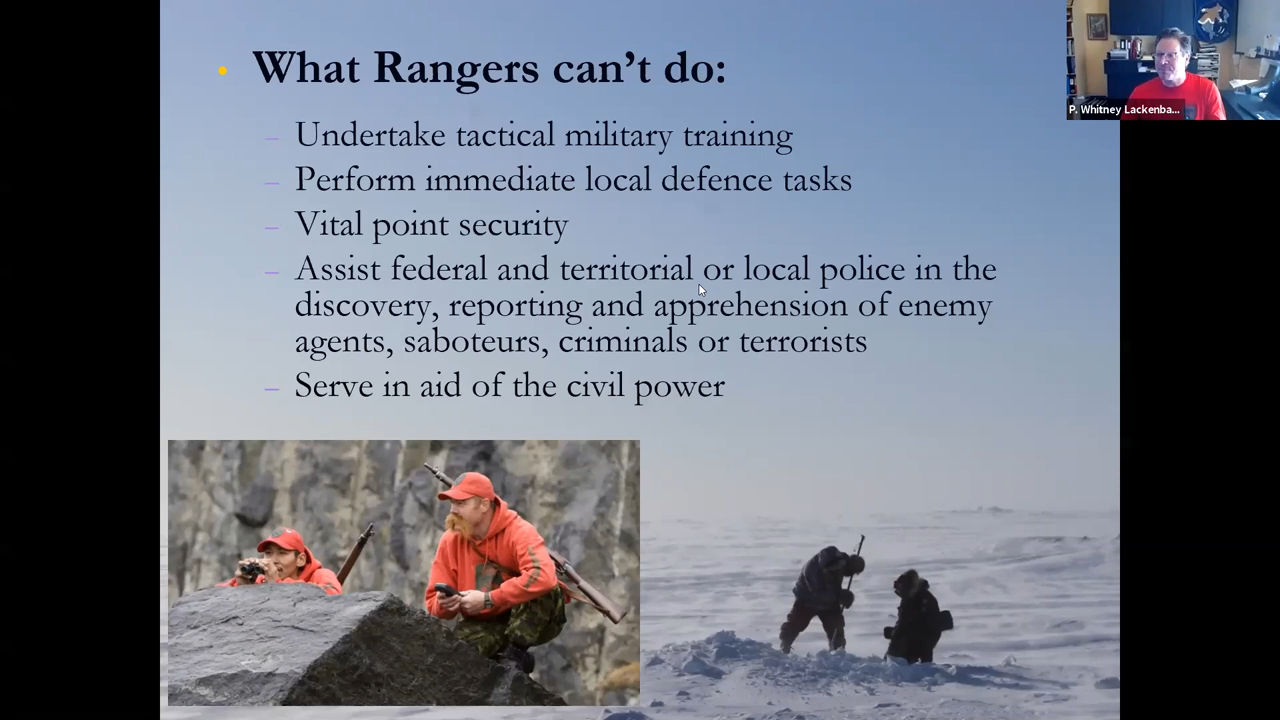 • What Rangers can’t do:
– Undertake tactical military training
– Perform immediate local defence tasks
– Vital point security
– Assist federal and territorial or local police in the
discovery, reporting and apprehension of enemy
agents, saboteurs, criminals or terrorists
– Serve in aid of the civil power
P. Whitney Lackenba...